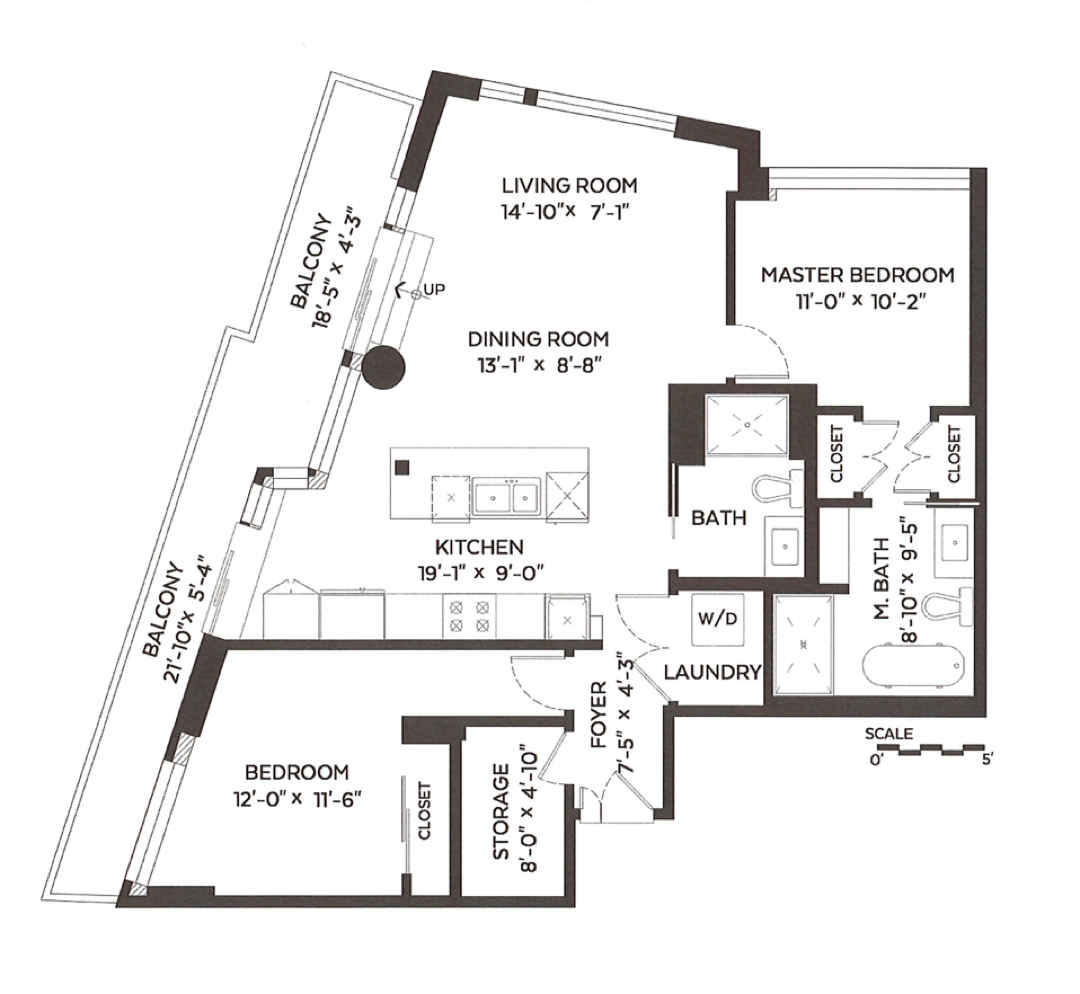 LIVING ROOM
14'-10" x 7'-1"
BALCONY
18'-5" x 4'-3"
MASTER BEDROOM
11'-0" x 10'-2"
UP
DINING ROOM
13'-1" x 8'-8"
CLOSET
CLOSET
BATH
KITCHEN
19'-1" x 9'-0"
M. BATH
8'-10" x 9'-5"
BALCONY
21'-10" x 5'-4"
W/D
LAUNDRY
FOYER
7'-5" x 4'-3"
SCALE
0' 5'
BEDROOM
12'-0" x 11'-6"
CLOSET
STORAGE
8'-0" x 4'-10"